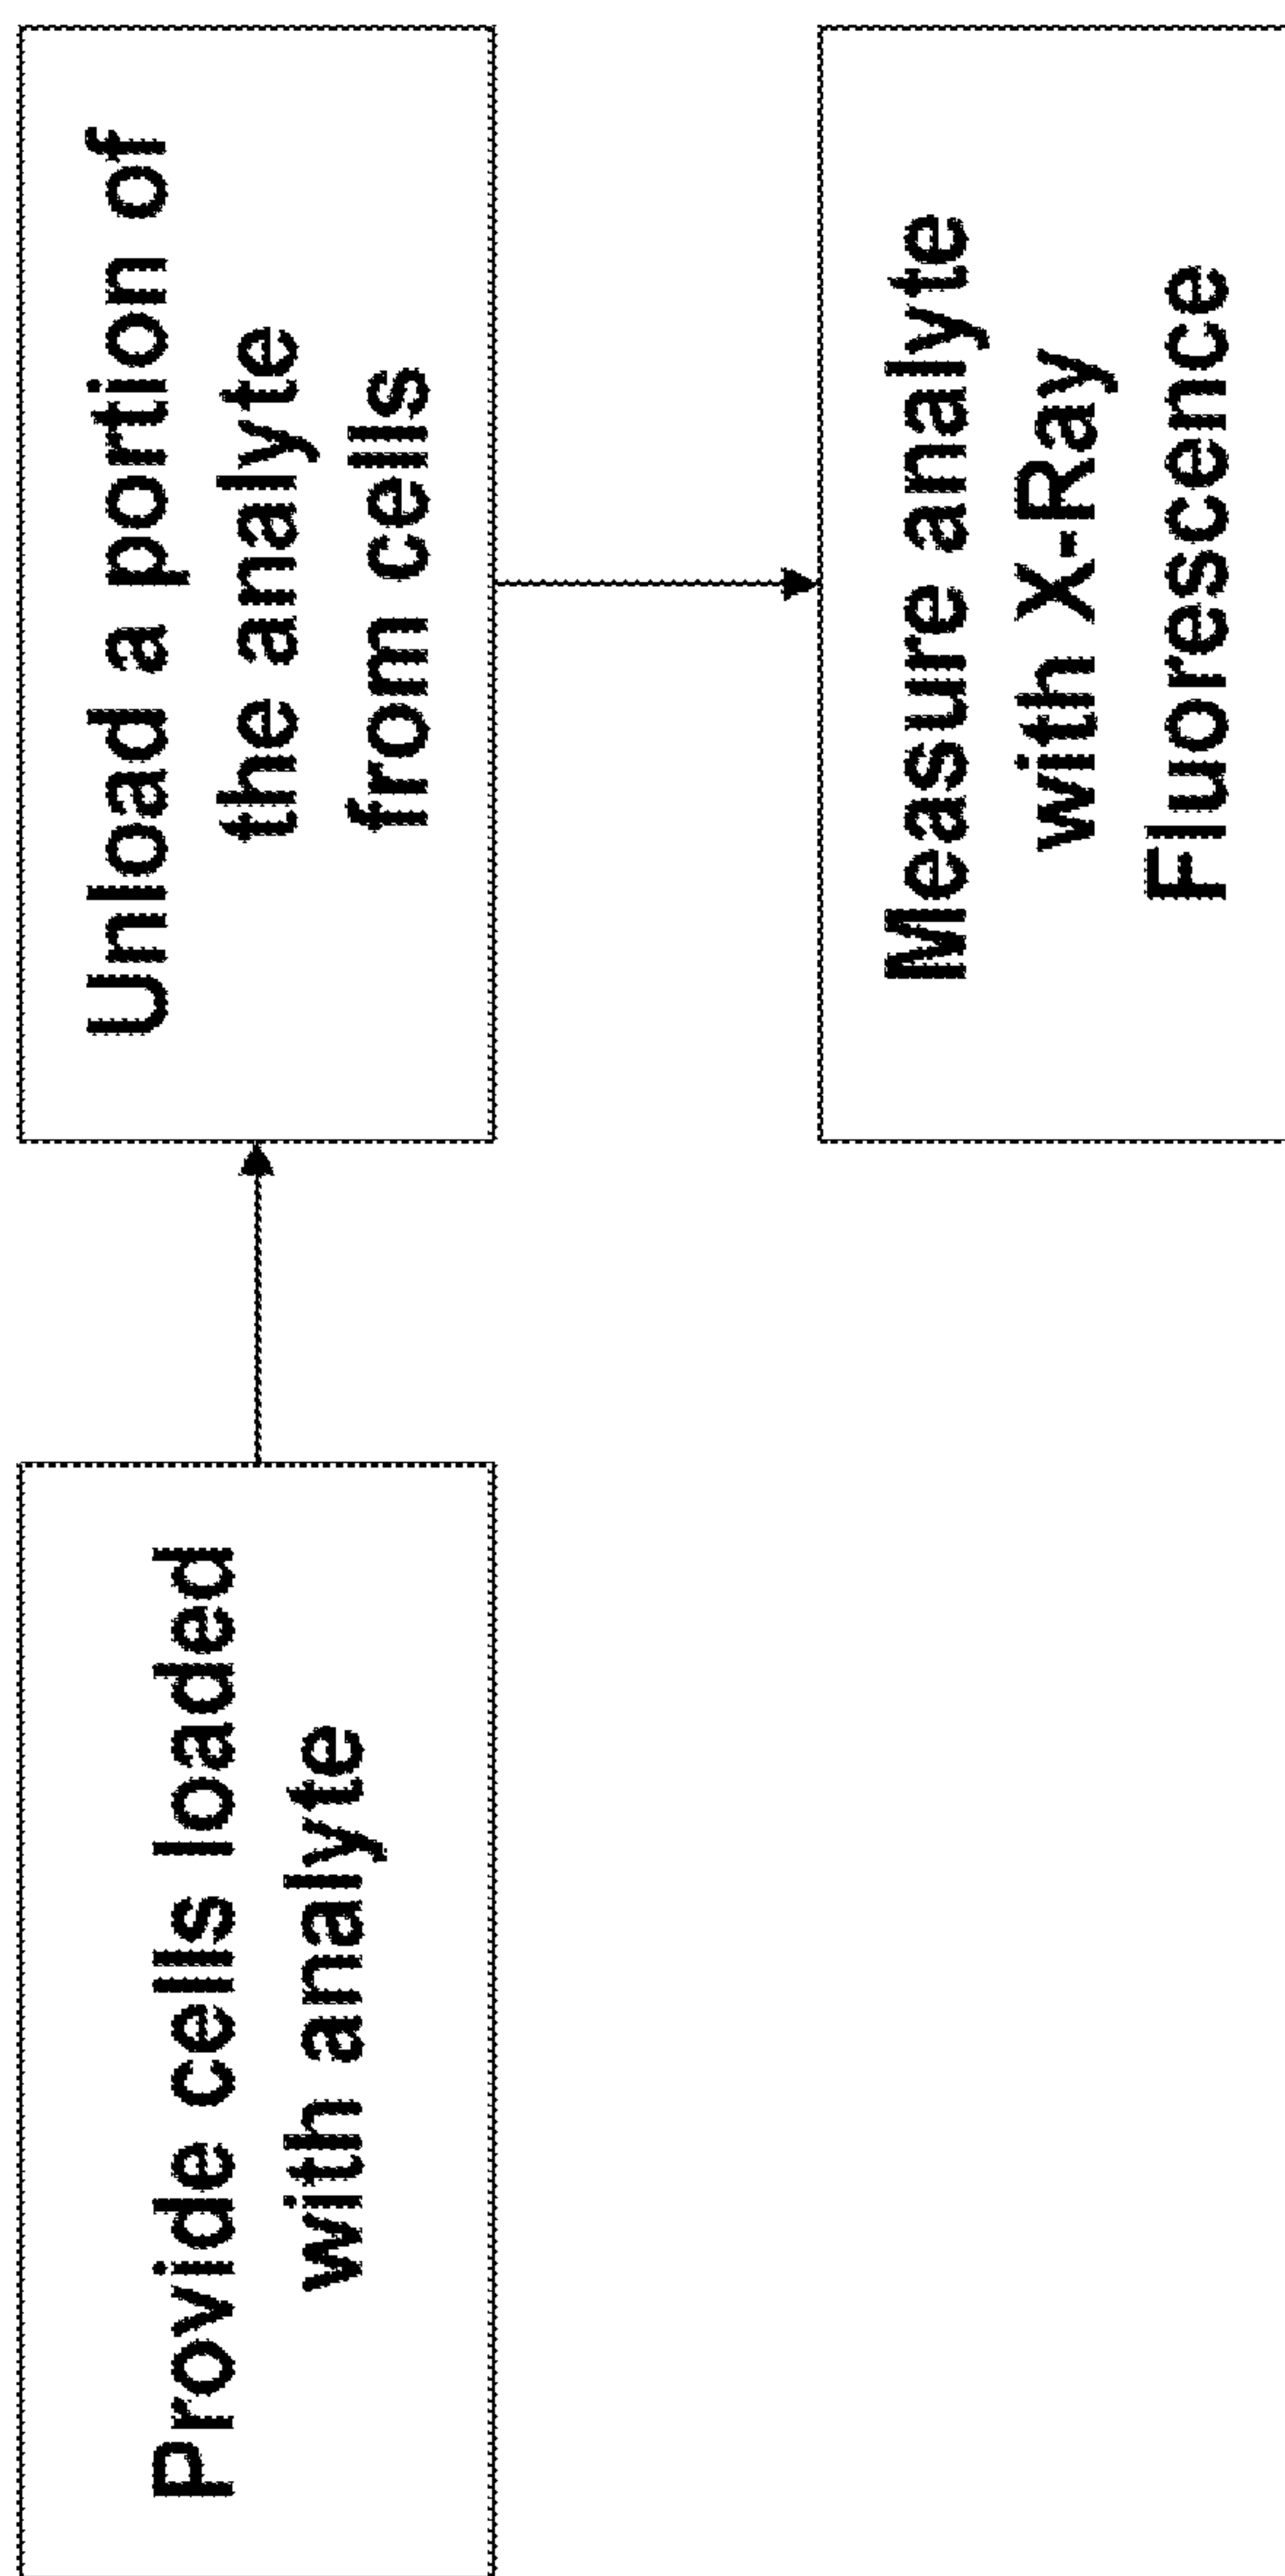 Provide cells loaded
with analyte
Unload a portion of
the analyte
from cells
Measure analyte
with X-Ray
Fluorescence